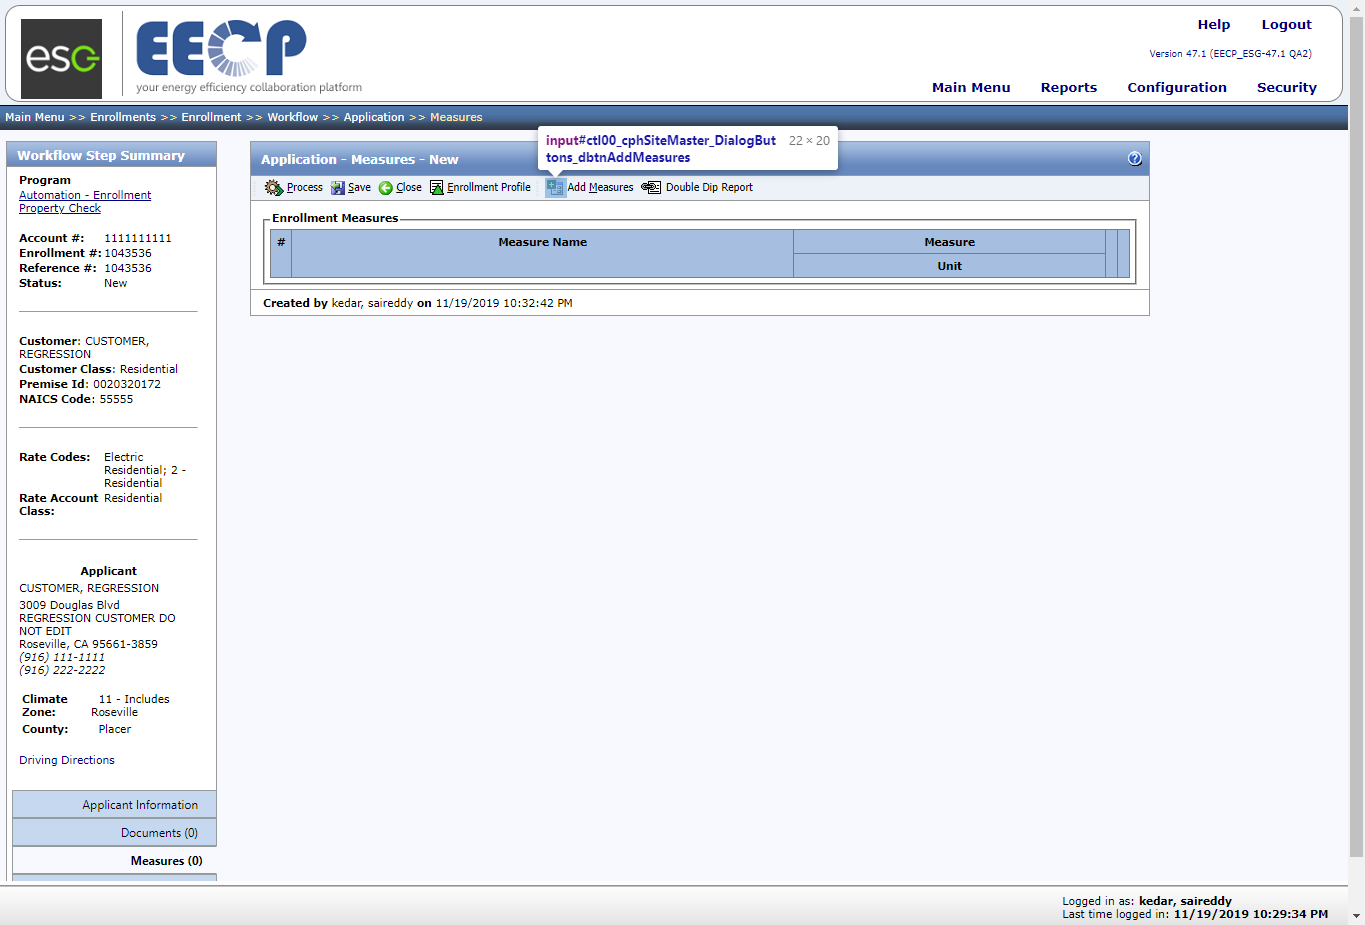 esc
EECP
your energy efficiency collaboration platform
Help Logout
Version 47.1 (EECP_ESG-47.1 QA2)
Main Menu Reports Configuration Security
Main Menu >> Enrollments >> Enrollment >> Workflow >> Application >> Measures
Workflow Step Summary
Program
Automation - Enrollment
Property Check
Account #: 1111111111
Enrollment #: 1043536
Reference #: 1043536
Status: New
Customer: CUSTOMER,
REGRESSION
Customer Class: Residential
Premise Id: 0020320172
NAICS Code: 55555
Rate Codes: Electric
Residential; 2 -
Residential
Rate Account Residential
Class:
Applicant
CUSTOMER, REGRESSION
3009 Douglas Blvd
REGRESSION CUSTOMER DO
NOT EDIT
Roseville, CA 95661-3859
(916) 111-1111
(916) 222-2222
Climate 11 - Includes
Zone: Roseville
County: Placer
Driving Directions
Applicant Information
Documents (0)
Measures (0)
input#ctl00_cphSiteMaster_DialogBut 22 × 20
tons_dbtnAddMeasures
Application - Measures - New
Process Save Close Enrollment Profile Add Measures Double Dip Report
Enrollment Measures
# Measure Name Measure
Unit
Created by kedar, saireddy on 11/19/2019 10:32:42 PM
Logged in as: kedar, saireddy
Last time logged in: 11/19/2019 10:29:34 PM